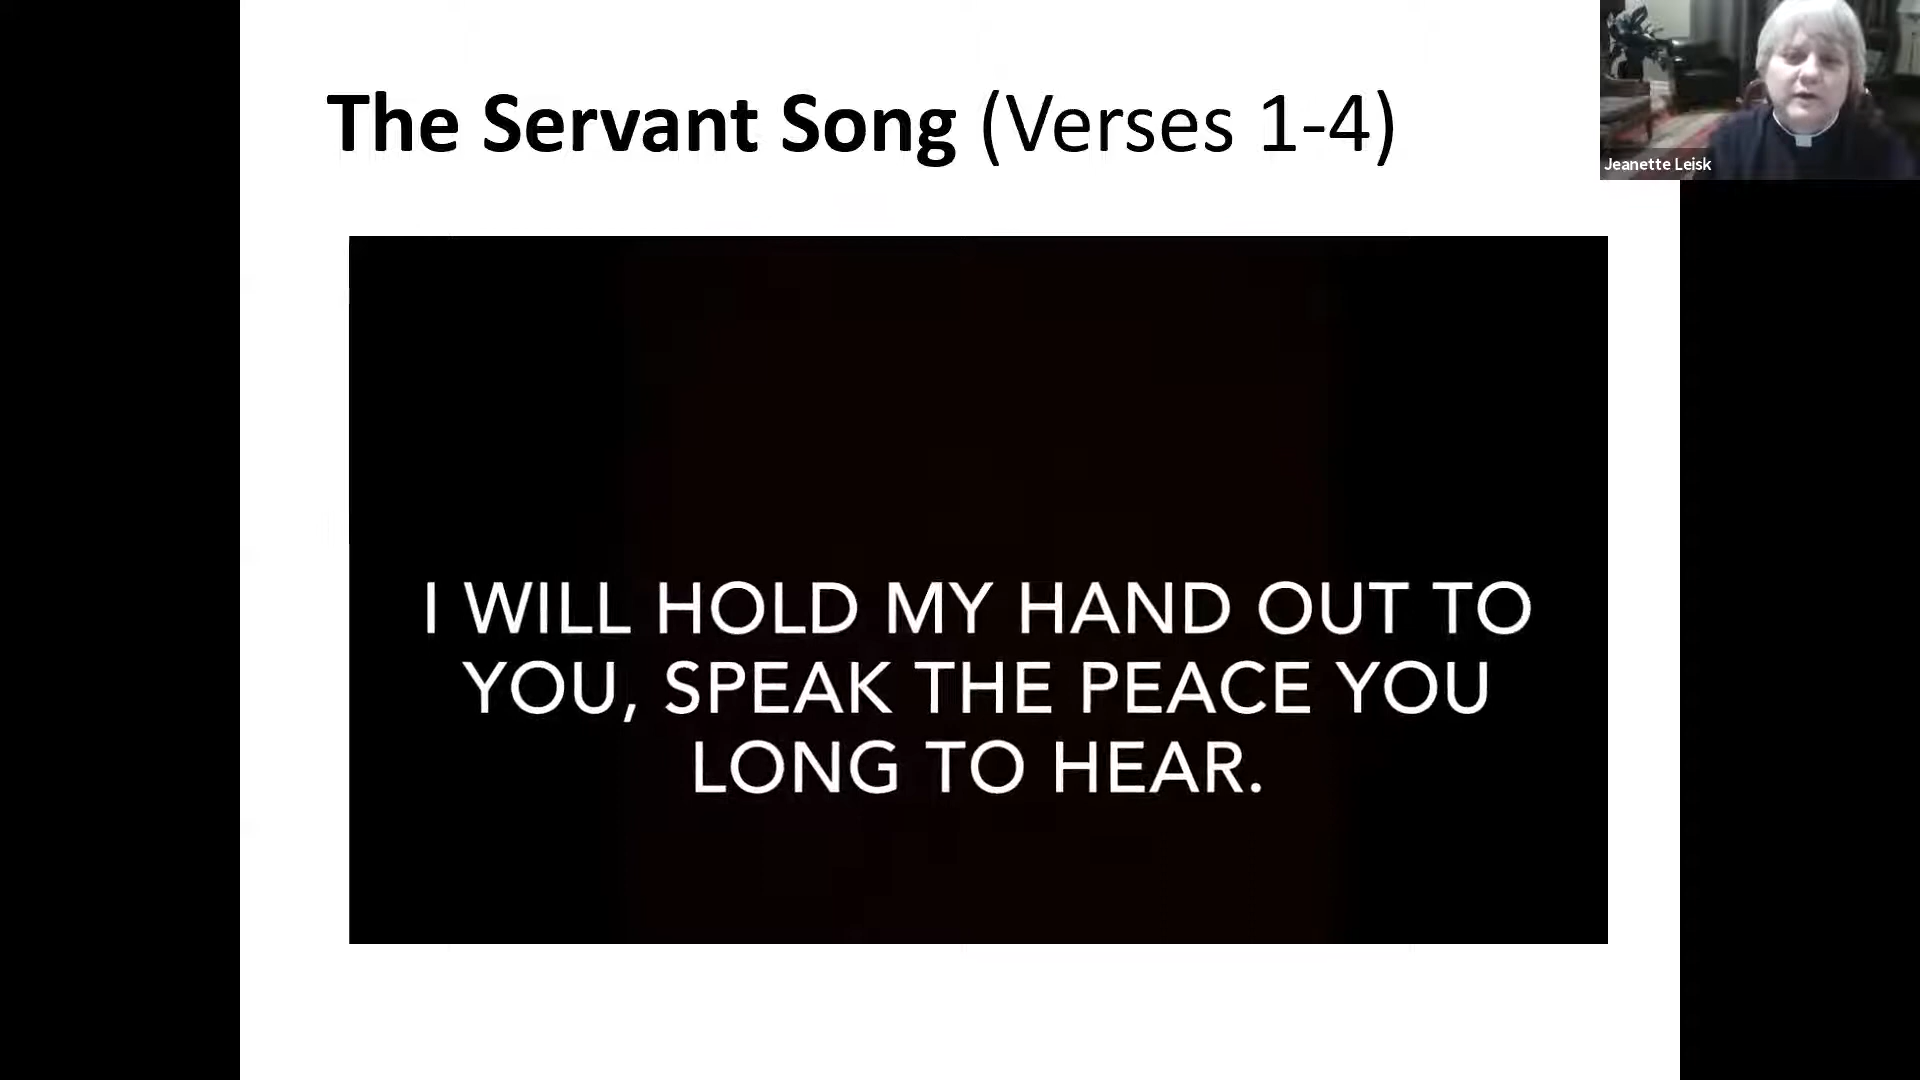 The Servant Song (Verses 1-4)
Jeanette Leisk
I WILL HOLD MY HAND OUT TO
YOU, SPEAK THE PEACE YOU
LONG TO HEAR.